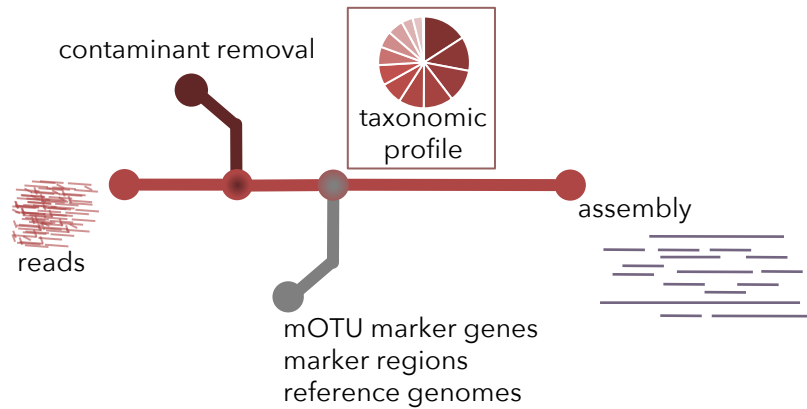 contaminant removal
taxonomic
profile
reads
assembly
mOTU marker genes
marker regions
reference genomes